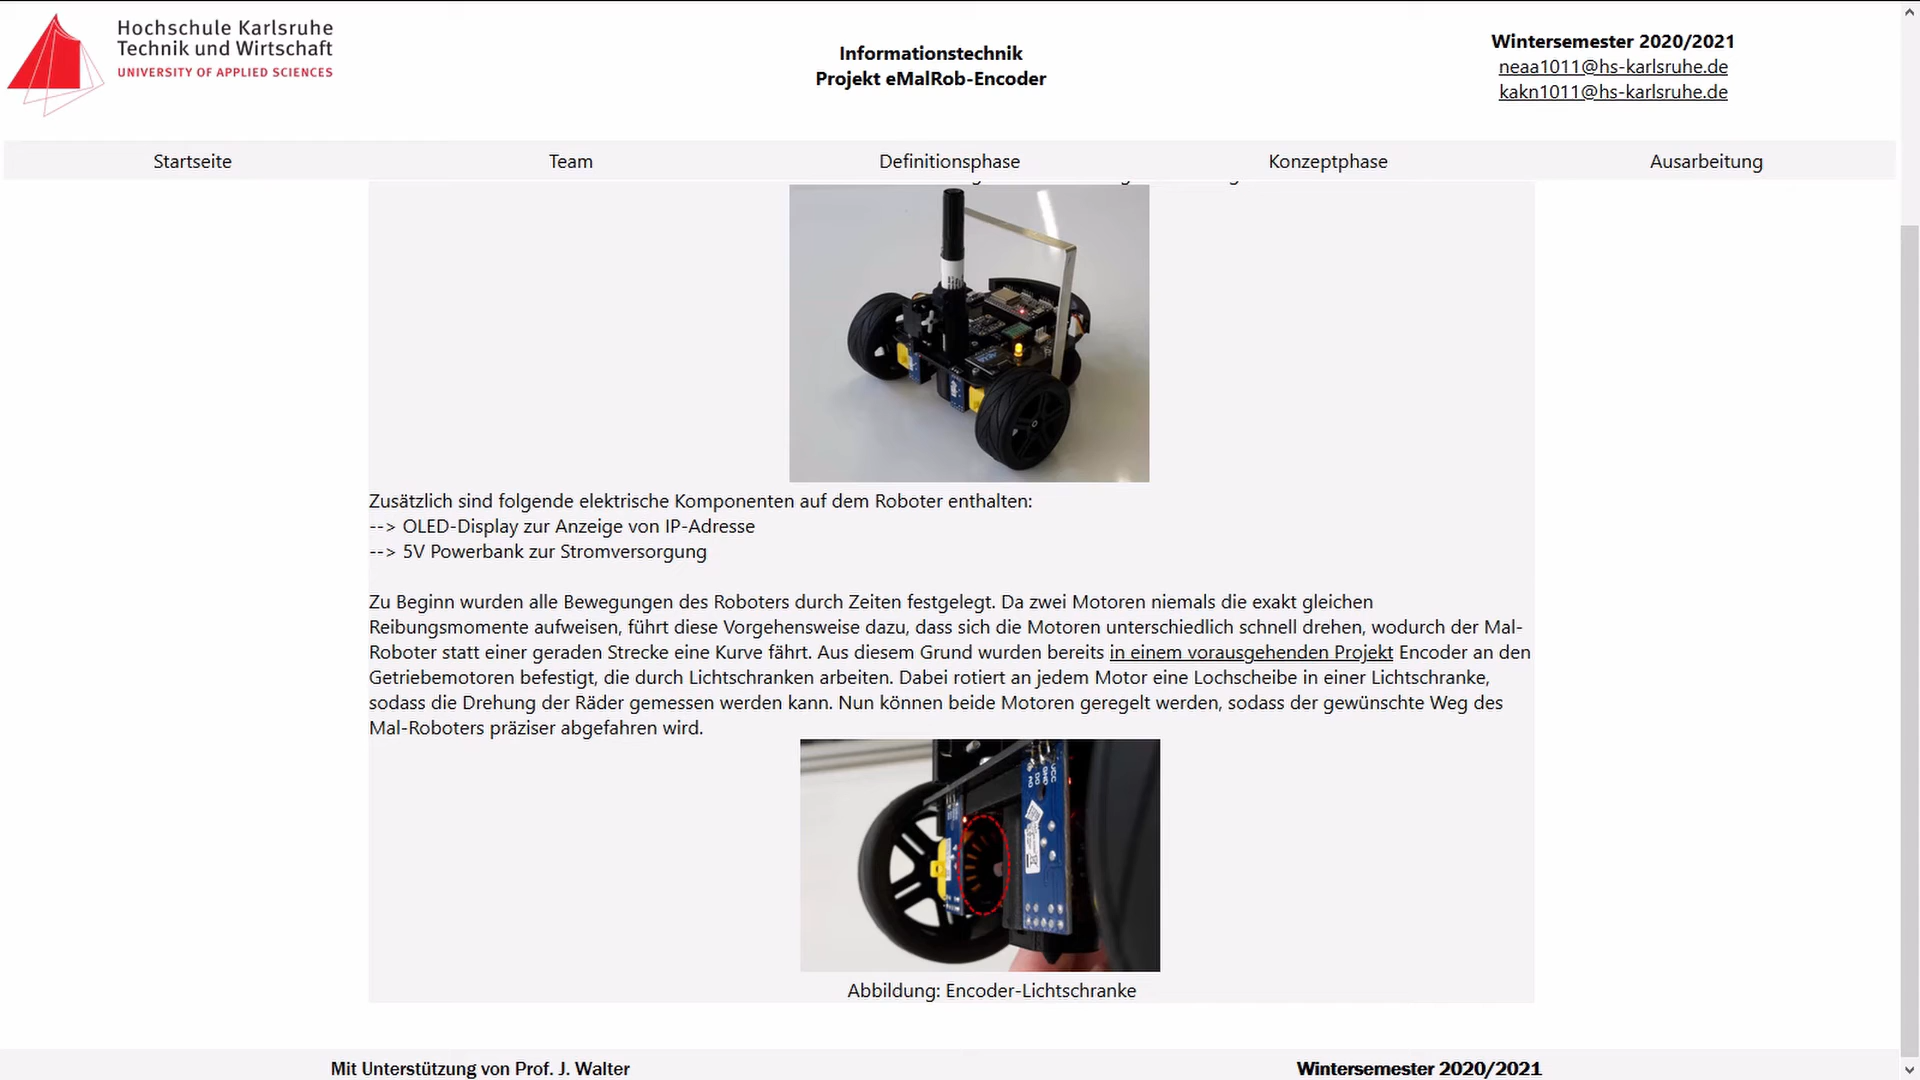 Hochschule Karlsruhe
Technik und Wirtschaft
UNIVERSITY OF APPLIED SCIENCES
Informationstechnik
Projekt eMalRob-Encoder
Wintersemester 2020/2021
neaa1011@hs-karlsruhe.de
kakn1011@hs-karlsruhe.de
Startseite
Team
Definitionsphase
Konzeptphase
Ausarbeitung
Zusätzlich sind folgende elektrische Komponenten auf dem Roboter enthalten:
--> OLED-Display zur Anzeige von IP-Adresse
--> 5V Powerbank zur Stromversorgung
Zu Beginn wurden alle Bewegungen des Roboters durch Zeiten festgelegt. Da zwei Motoren niemals die exakt gleichen
Reibungsmomente aufweisen, führt diese Vorgehensweise dazu, dass sich die Motoren unterschiedlich schnell drehen, wodurch der Mal-
Roboter statt einer geraden Strecke eine Kurve fährt. Aus diesem Grund wurden bereits in einem vorausgehenden Projekt Encoder an den
Getriebemotoren befestigt, die durch Lichtschranken arbeiten. Dabei rotiert an jedem Motor eine Lochscheibe in einer Lichtschranke,
sodass die Drehung der Räder gemessen werden kann. Nun können beide Motoren geregelt werden, sodass der gewünschte Weg des
Mal-Roboters präziser abgefahren wird.
VCC
GND
DO
AO
Abbildung: Encoder-Lichtschranke
Mit Unterstützung von Prof. J. Walter
Wintersemester 2020/2021